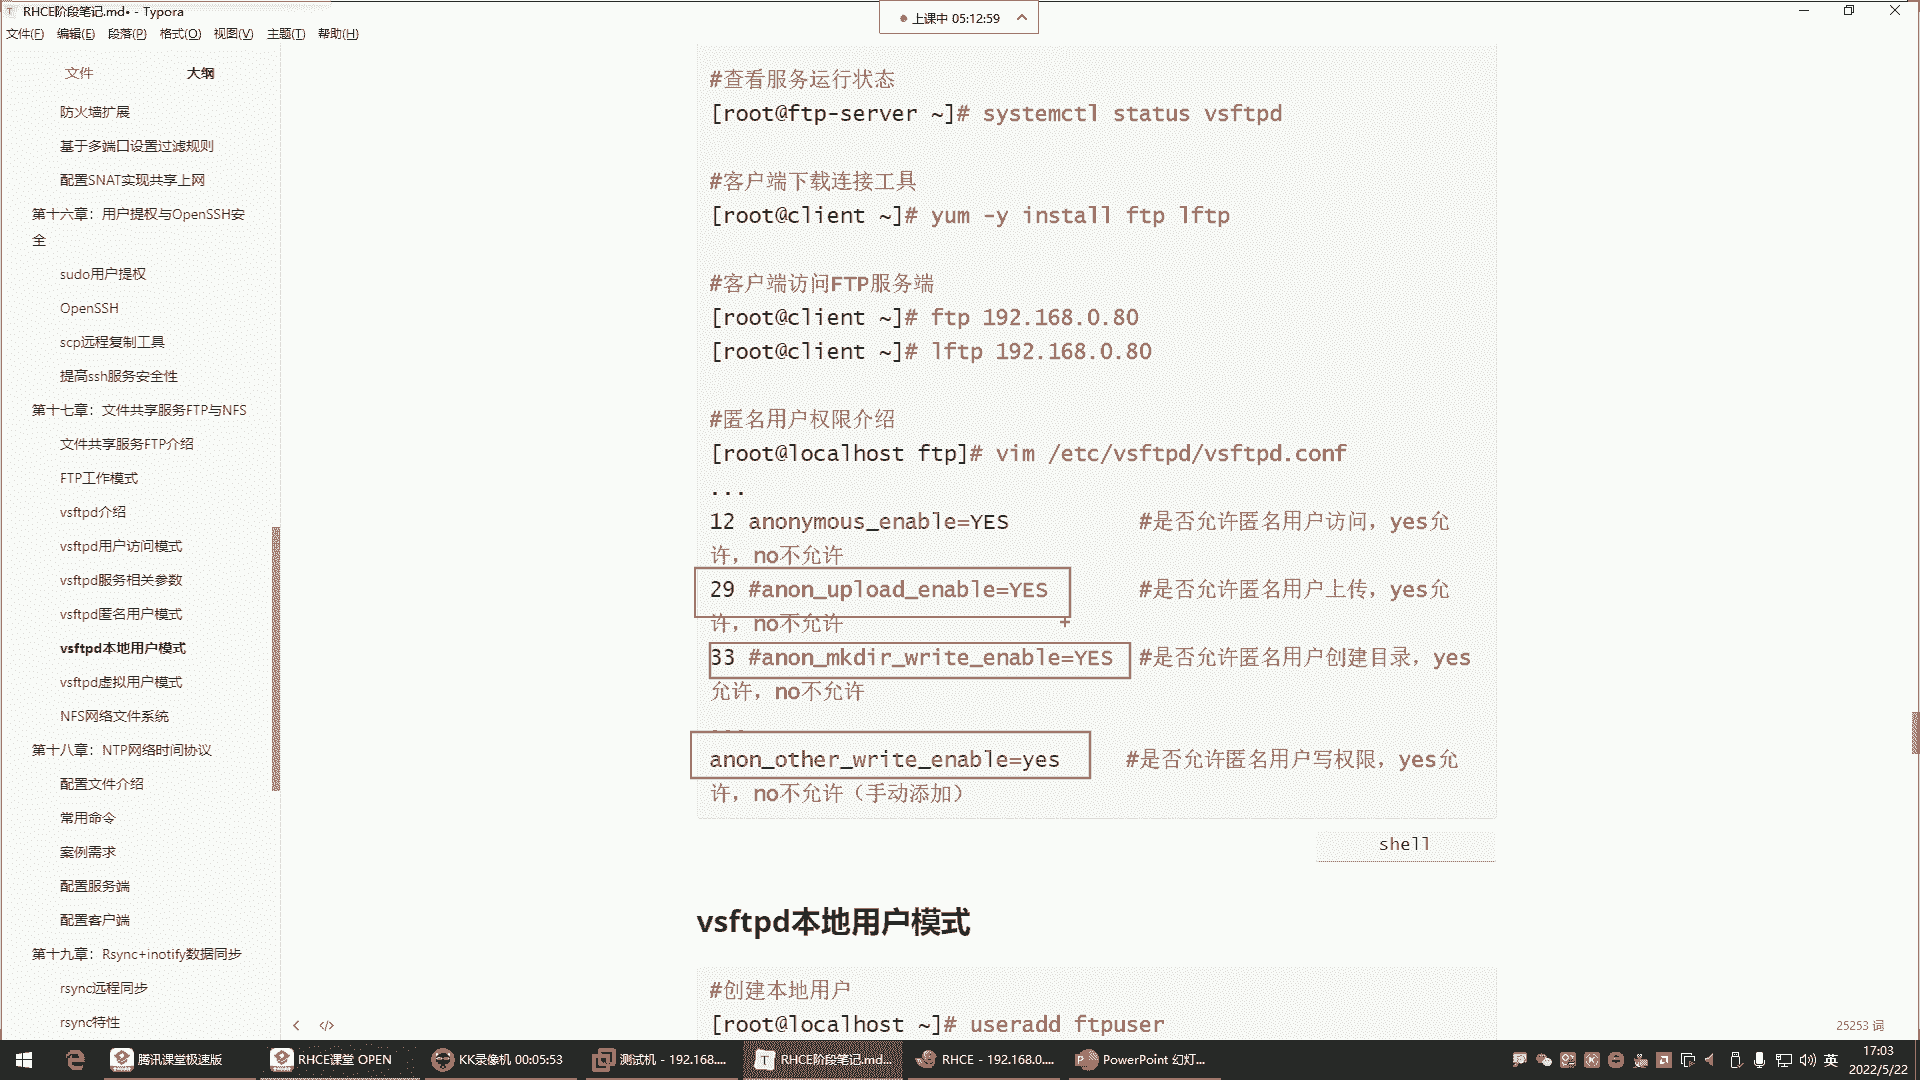 RHCE阶段笔记.md• - Typora
上课中 05:12:59
文件(F) 编辑(E) 段落(P) 格式(O) 视图(V) 主题(T) 帮助(H)
文件 大纲
防火墙扩展
基于多端口设置过滤规则
配置SNAT实现共享上网
第十六章：用户提权与OpenSSH安
全
sudo用户提权
OpenSSH
scp远程复制工具
提高ssh服务安全性
第十七章：文件共享服务FTP与NFS
文件共享服务FTP介绍
FTP工作模式
vsftpd介绍
vsftpd用户访问模式
vsftpd服务相关参数
vsftpd匿名用户模式
vsftpd本地用户模式
vsftpd虚拟用户模式
NFS网络文件系统
第十八章：NTP网络时间协议
配置文件介绍
常用命令
案例需求
配置服务端
配置客户端
第十九章：Rsync+inotify数据同步
rsync远程同步
rsync特性
#查看服务运行状态
[root@ftp-server ~]# systemctl status vsftpd
#客户端下载连接工具
[root@client ~]# yum -y install ftp lftp
#客户端访问FTP服务端
[root@client ~]# ftp 192.168.0.80
[root@client ~]# lftp 192.168.0.80
#匿名用户权限介绍
[root@localhost ftp]# vim /etc/vsftpd/vsftpd.conf
...
12 anonymous_enable=YES #是否允许匿名用户访问，yes允
许，no不允许
29 #anon_upload_enable=YES #是否允许匿名用户上传，yes允
许，no不允许
33 #anon_mkdir_write_enable=YES #是否允许匿名用户创建目录，yes
允许，no不允许
...
anon_other_write_enable=yes #是否允许匿名用户写权限，yes允
许，no不允许（手动添加）
shell
vsftpd本地用户模式
#创建本地用户
[root@localhost ~]# useradd ftpuser
25253 词
腾讯课堂极速版 RHCE课堂 OPEN KK录像机 00:05:53 测试机 - 192.168.... RHCE阶段笔记.md... RHCE - 192.168.0.... PowerPoint 幻灯... 英 17:03
2022/5/22